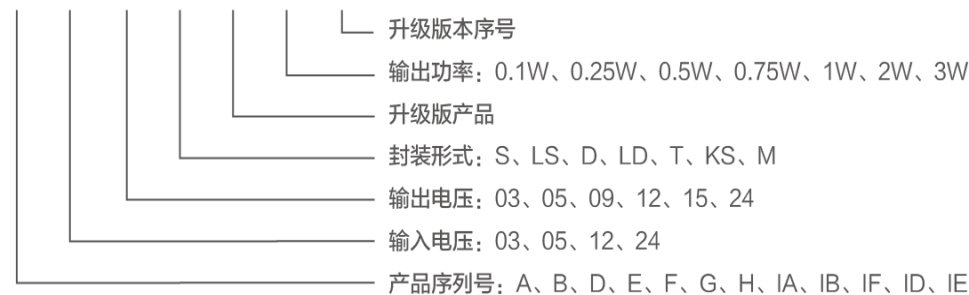 升级版本序号
输出功率：0.1W、0.25W、0.5W、0.75W、1W、2W、3W
升级版产品
封装形式：S、LS、D、LD、T、KS、M
输出电压：03、05、09、12、15、24
输入电压：03、05、12、24
产品序列号：A、B、D、E、F、G、H、IA、IB、IF、ID、IE